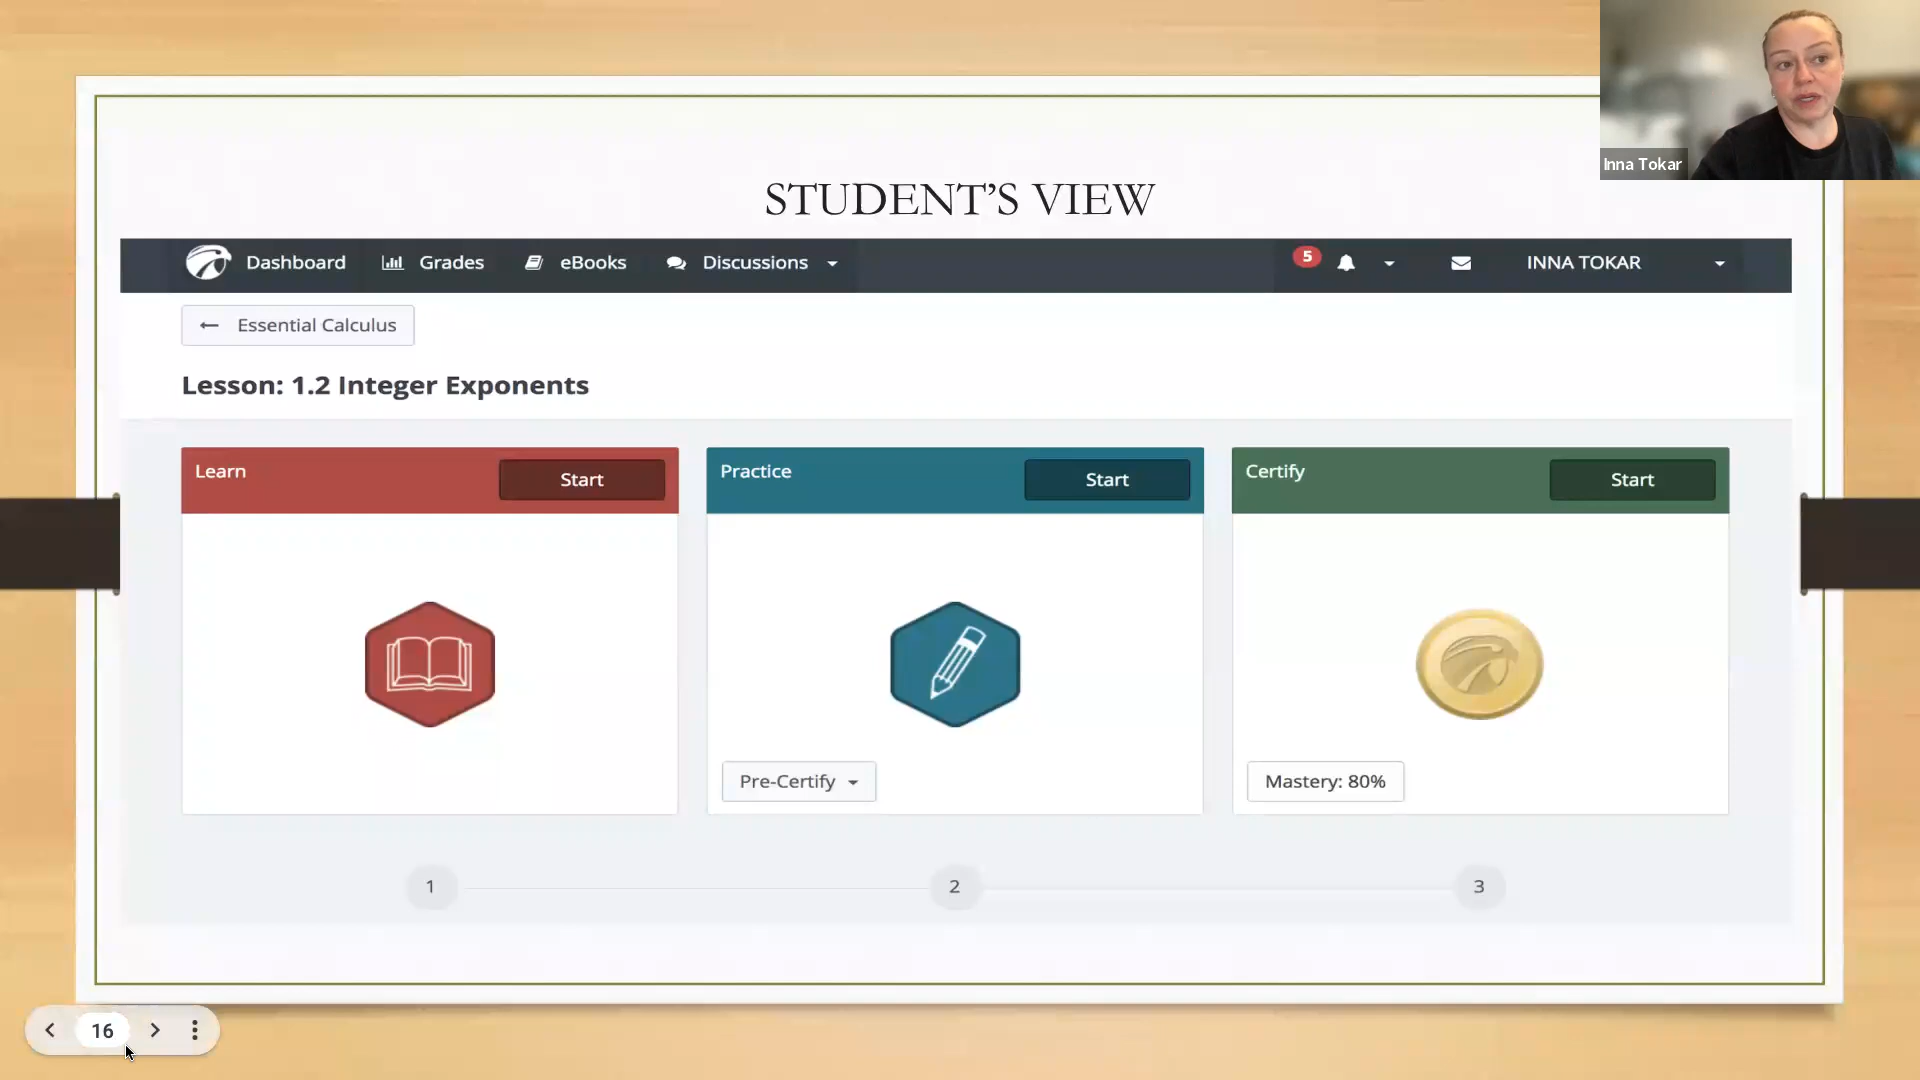 Inna Tokar
STUDENT’S VIEW
Dashboard Grades eBooks Discussions 5 INNA TOKAR
← Essential Calculus
Lesson: 1.2 Integer Exponents
Learn Start Practice Start Certify Start
Pre-Certify Mastery: 80%
1 2 3
16